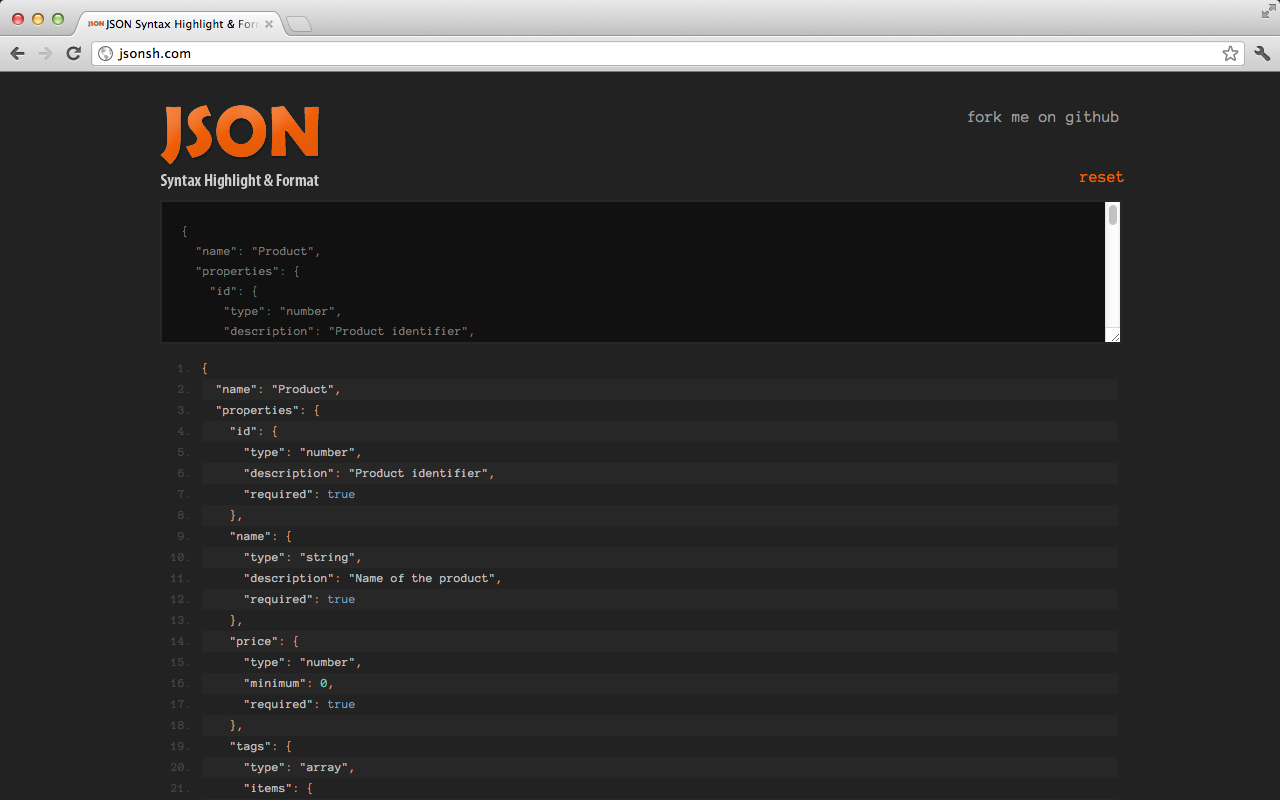 JSON JSON Syntax Highlight & For
jsonsh.com
JSON
fork me on github
Syntax Highlight & Format
reset
{
"name": "Product",
"properties": {
"id": {
"type": "number",
"description": "Product identifier",
1. {
2. "name": "Product",
3. "properties": {
4. "id": {
5. "type": "number",
6. "description": "Product identifier",
7. "required": true
8. },
9. "name": {
10. "type": "string",
11. "description": "Name of the product",
12. "required": true
13. },
14. "price": {
15. "type": "number",
16. "minimum": 0,
17. "required": true
18. },
19. "tags": {
20. "type": "array",
21. "items": {